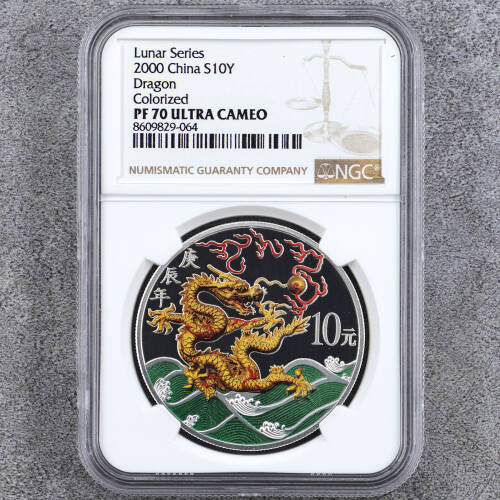 Lunar Series
2000 China S10Y
Dragon
Colorized
PF 70 ULTRA CAMEO
8609829-064
NUMISMATIC GUARANTY COMPANY
NGC
庚辰年
10元